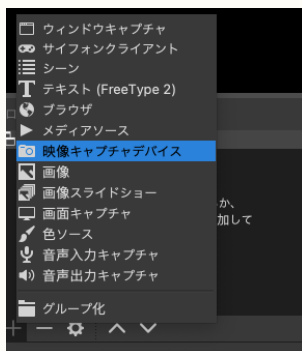 ウィンドウキャプチャ
サイフォンクライアント
シーン
テキスト (FreeType 2)
ブラウザ
メディアソース
映像キャプチャデバイス
画像
画像スライドショー
か、
画面キャプチャ
加して
色ソース
音声入力キャプチャ
音声出力キャプチャ
グループ化